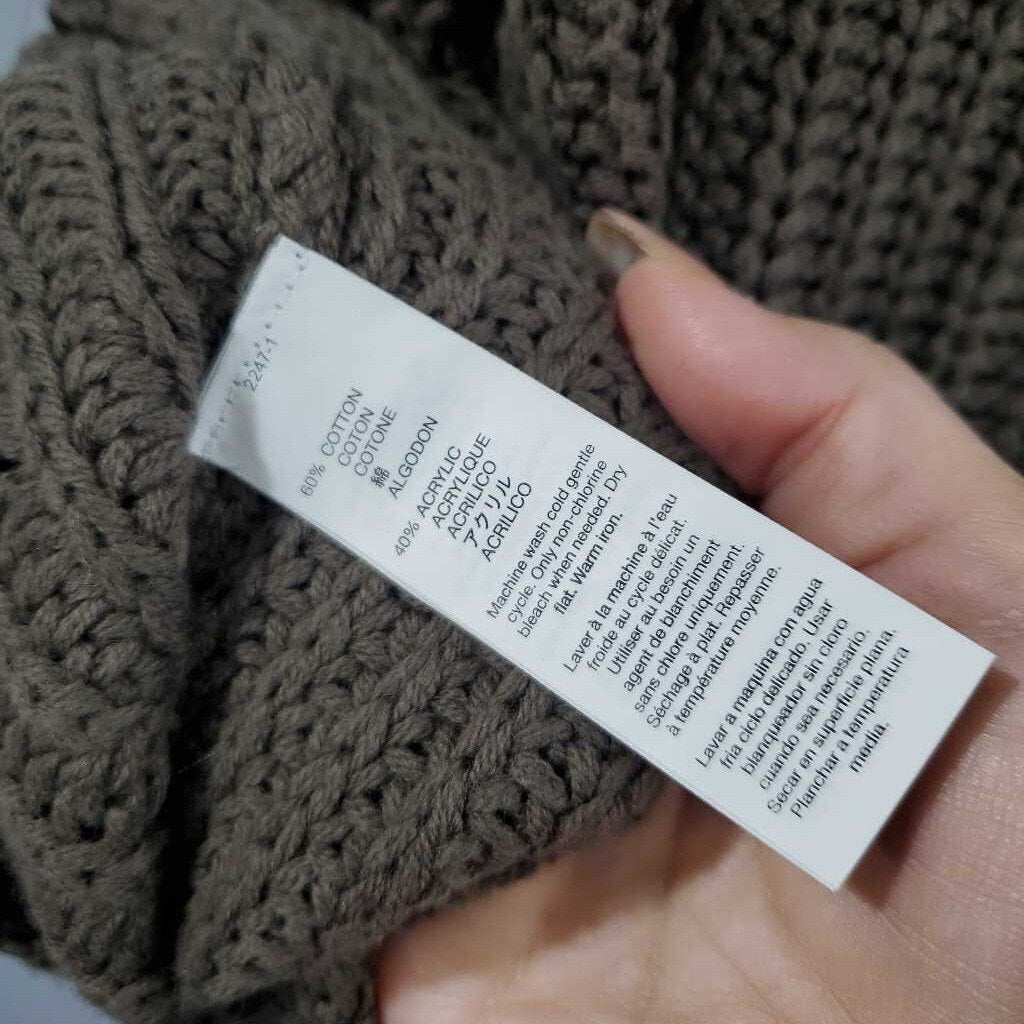 2247-1
60% COTTON
COTON
COTONE
綿
ALGODON
40% ACRYLIC
ACRYLIQUE
ACRILICO
アクリル
ACRILICO
Machine wash cold gentle
cycle. Only non-chlorine
bleach when needed. Dry
flat. Warm iron.
Laver à la machine à l'eau
froide au cycle délicat.
Utiliser au besoin un
agent de blanchiment
sans chlore uniquement.
Séchage à plat. Repasser
à température moyenne.
Lavar a maquina con agua
fria ciclo delicado. Usar
blanqueador sin cloro
cuando sea necesario.
Secar en superficie plana.
Planchar a temperatura
media.